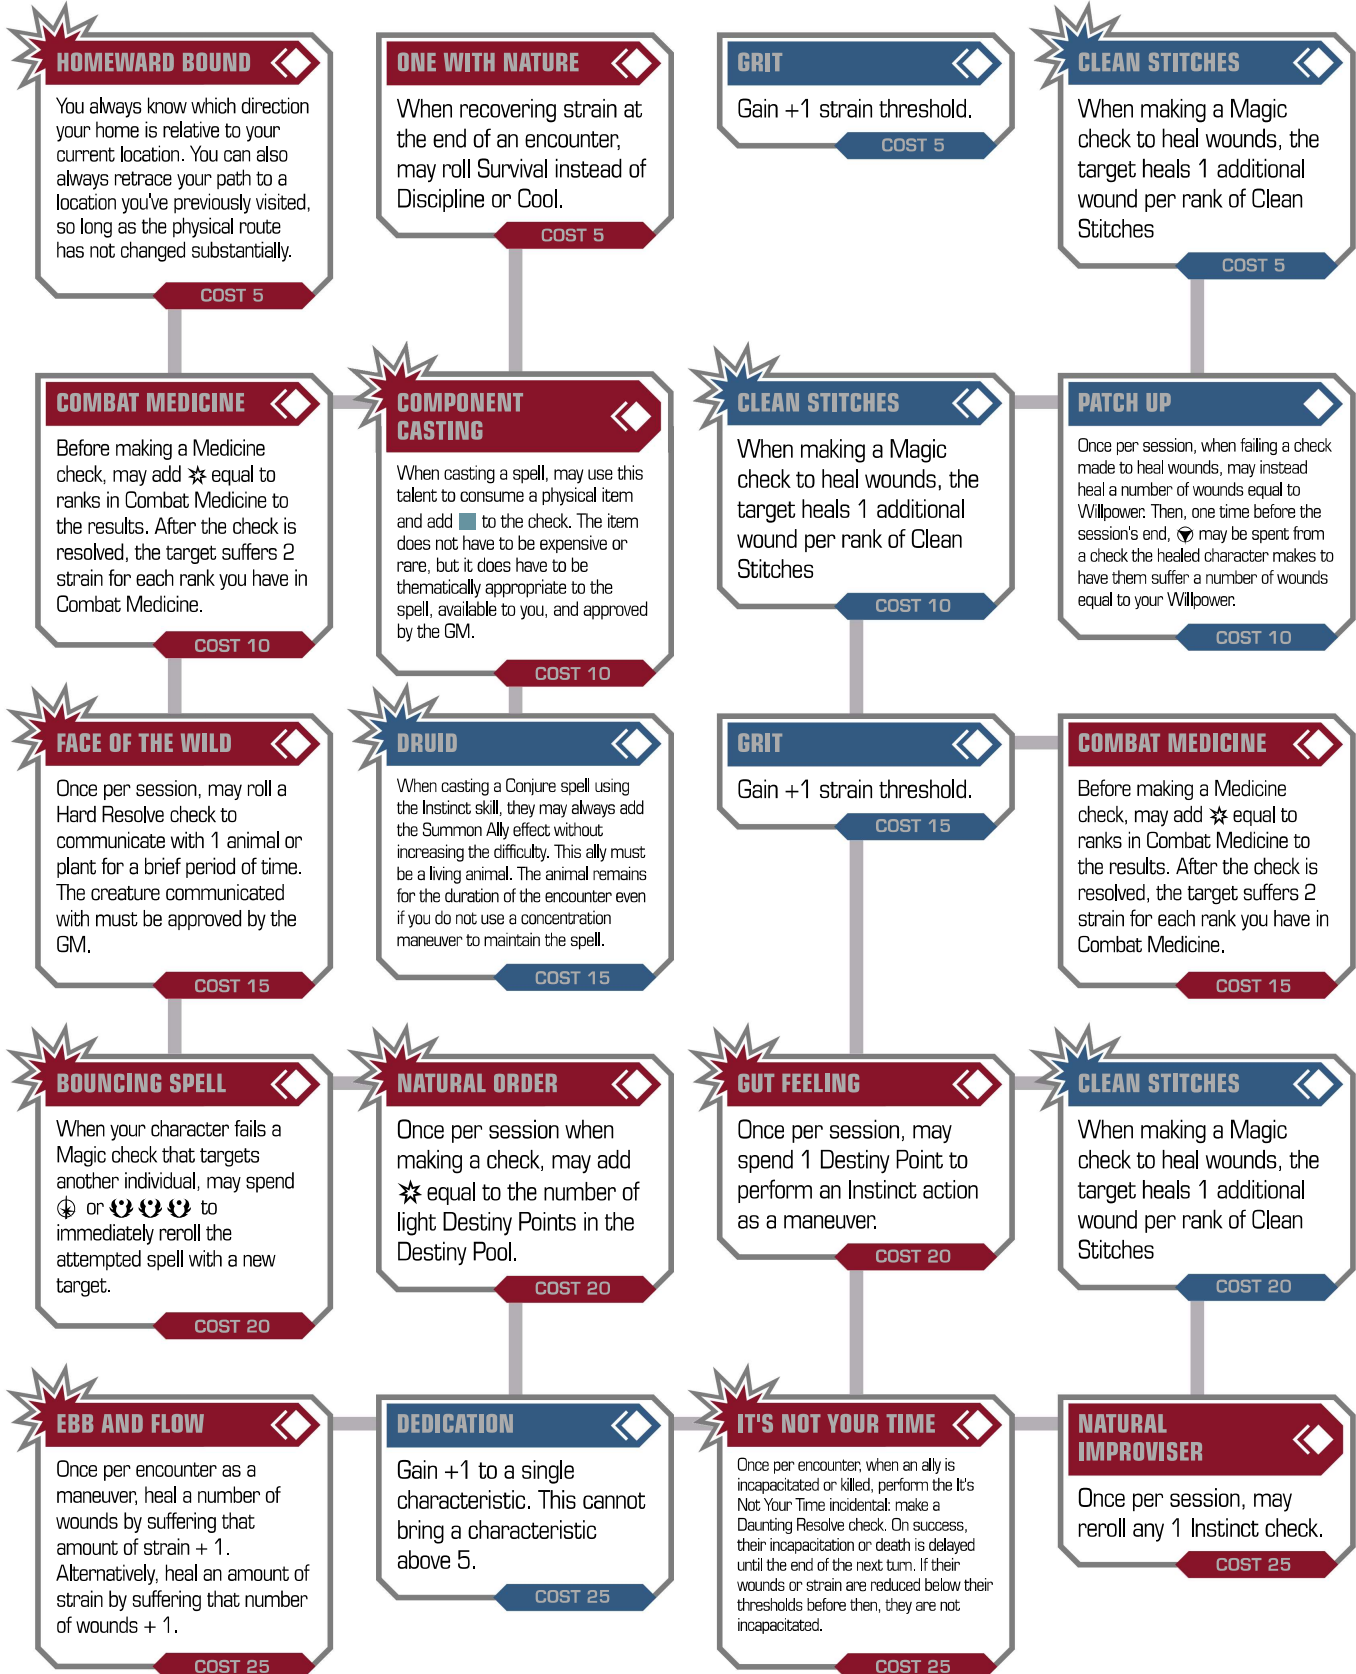 HOMEWARD BOUND
You always know which direction
your home is relative to your
current location. You can also
always retrace your path to a
location you've previously visited,
so long as the physical route
has not changed substantially.
COST 5
ONE WITH NATURE
When recovering strain at
the end of an encounter,
may roll Survival instead of
Discipline or Cool.
COST 5
GRIT
Gain +1 strain threshold.
COST 5
CLEAN STITCHES
When making a Magic
check to heal wounds, the
target heals 1 additional
wound per rank of Clean
Stitches
COST 5
COMBAT MEDICINE
Before making a Medicine
check, may add equal to
ranks in Combat Medicine to
the results. After the check is
resolved, the target suffers 2
strain for each rank you have in
Combat Medicine.
COST 10
COMPONENT
CASTING
When casting a spell, may use this
talent to consume a physical item
and add to the check. The item
does not have to be expensive or
rare, but it does have to be
thematically appropriate to the
spell, available to you, and approved
by the GM.
COST 10
CLEAN STITCHES
When making a Magic
check to heal wounds, the
target heals 1 additional
wound per rank of Clean
Stitches
COST 10
PATCH UP
Once per session, when failing a check
made to heal wounds, may instead
heal a number of wounds equal to
Willpower. Then, one time before the
session's end, may be spent from
a check the healed character makes to
have them suffer a number of wounds
equal to your Willpower.
COST 10
FACE OF THE WILD
Once per session, may roll a
Hard Resolve check to
communicate with 1 animal or
plant for a brief period of time.
The creature communicated
with must be approved by the
GM.
COST 15
DRUID
When casting a Conjure spell using
the Instinct skill, they may always add
the Summon Ally effect without
increasing the difficulty. This ally must
be a living animal. The animal remains
for the duration of the encounter even
if you do not use a concentration
maneuver to maintain the spell.
COST 15
GRIT
Gain +1 strain threshold.
COST 15
COMBAT MEDICINE
Before making a Medicine
check, may add equal to
ranks in Combat Medicine to
the results. After the check is
resolved, the target suffers 2
strain for each rank you have in
Combat Medicine.
COST 15
BOUNCING SPELL
When your character fails a
Magic check that targets
another individual, may spend
or to
immediately reroll the
attempted spell with a new
target.
COST 20
NATURAL ORDER
Once per session when
making a check, may add
equal to the number of
light Destiny Points in the
Destiny Pool.
COST 20
GUT FEELING
Once per session, may
spend 1 Destiny Point to
perform an Instinct action
as a maneuver.
COST 20
CLEAN STITCHES
When making a Magic
check to heal wounds, the
target heals 1 additional
wound per rank of Clean
Stitches
COST 20
EBB AND FLOW
Once per encounter as a
maneuver, heal a number of
wounds by suffering that
amount of strain + 1.
Alternatively, heal an amount of
strain by suffering that number
of wounds + 1.
COST 25
DEDICATION
Gain +1 to a single
characteristic. This cannot
bring a characteristic
above 5.
COST 25
IT'S NOT YOUR TIME
Once per encounter, when an ally is
incapacitated or killed, perform the It's
Not Your Time incidental: make a
Daunting Resolve check. On success,
their incapacitation or death is delayed
until the end of the next turn. If their
wounds or strain are reduced below their
thresholds before then, they are not
incapacitated.
COST 25
NATURAL
IMPROVISER
Once per session, may
reroll any 1 Instinct check.
COST 25